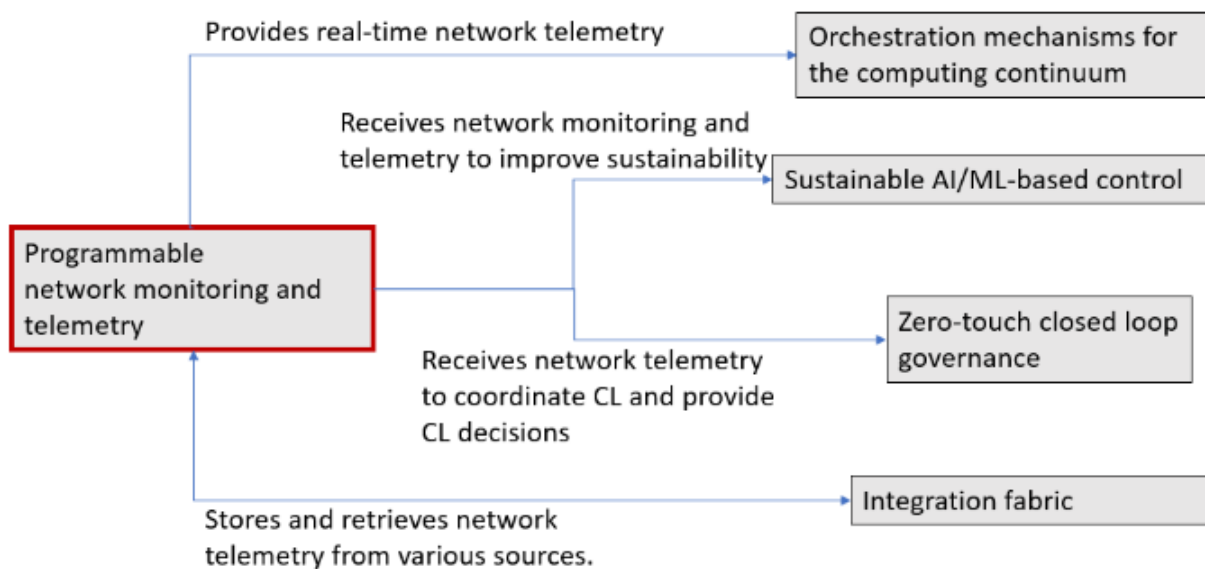 Provides real-time network telemetry
Orchestration mechanisms for
the computing continuum
Receives network monitoring and
telemetry to improve sustainability
Sustainable AI/ML-based control
Programmable
network monitoring and
telemetry
Zero-touch closed loop
governance
Receives network telemetry
to coordinate CL and provide
CL decisions
Integration fabric
Stores and retrieves network
telemetry from various sources.